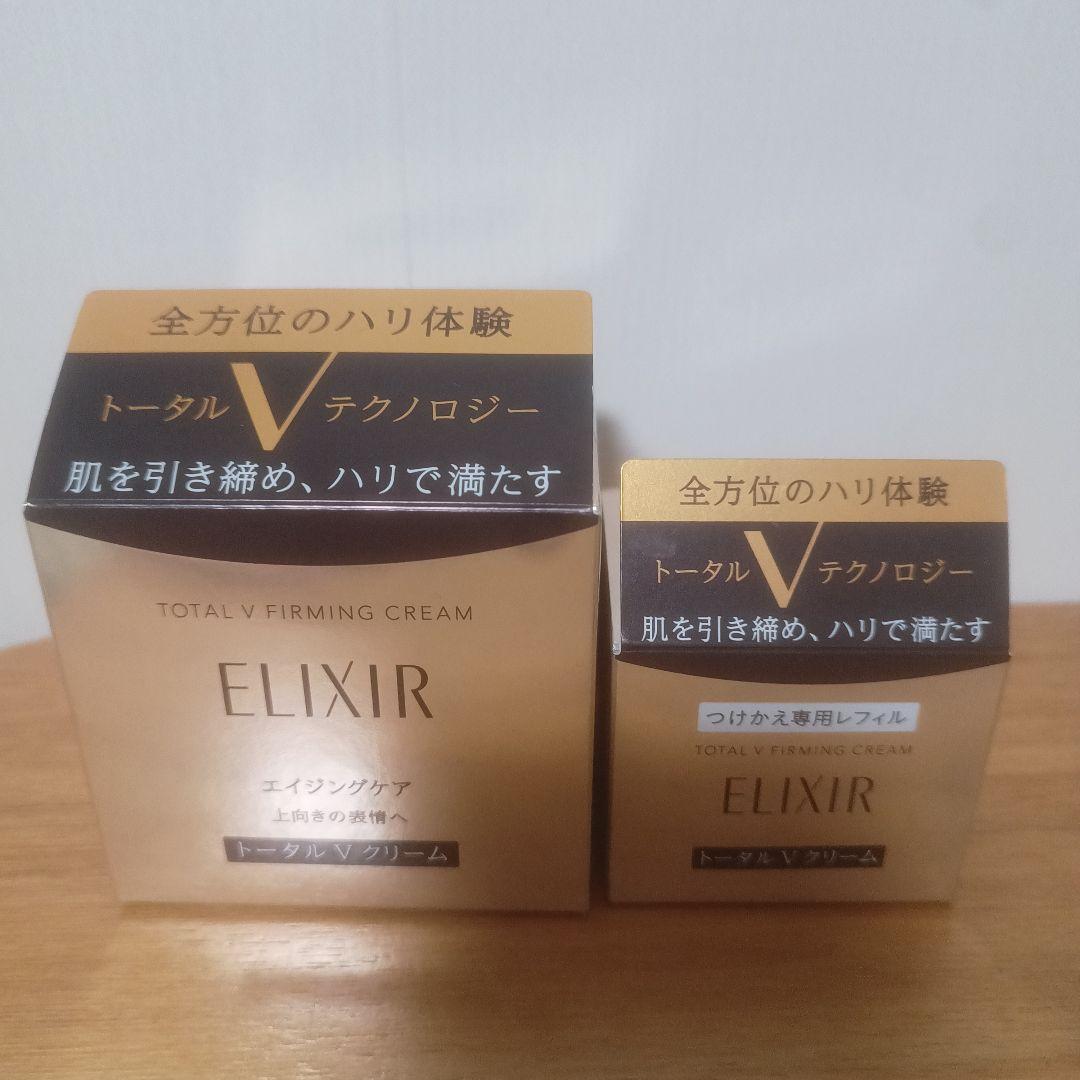 全方位のハリ体験
トータル V テクノロジー
肌を引き締め、ハリで満たす
TOTAL V FIRMING CREAM
ELIXIR
エイジングケア
上向きの表情へ
トータル V クリーム
全方位のハリ体験
トータル V テクノロジー
肌を引き締め、ハリで満たす
つけかえ専用レフィル
TOTAL V FIRMING CREAM
ELIXIR
トータル V クリーム